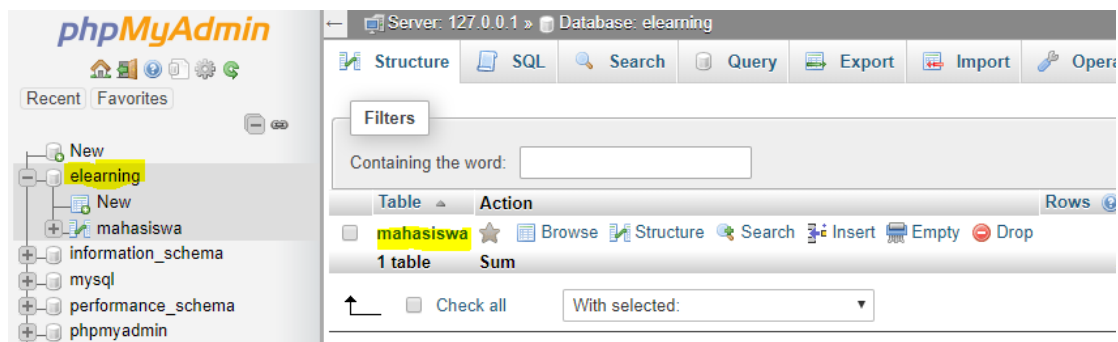 phpMyAdmin
Recent Favorites
New
elearning
New
mahasiswa
information_schema
mysql
performance_schema
phpmyadmin
Server: 127.0.0.1 » Database: elearning
Structure SQL Search Query Export Import Opera
Filters
Containing the word:
Table Action Rows
mahasiswa Browse Structure Search Insert Empty Drop
1 table Sum
Check all With selected: